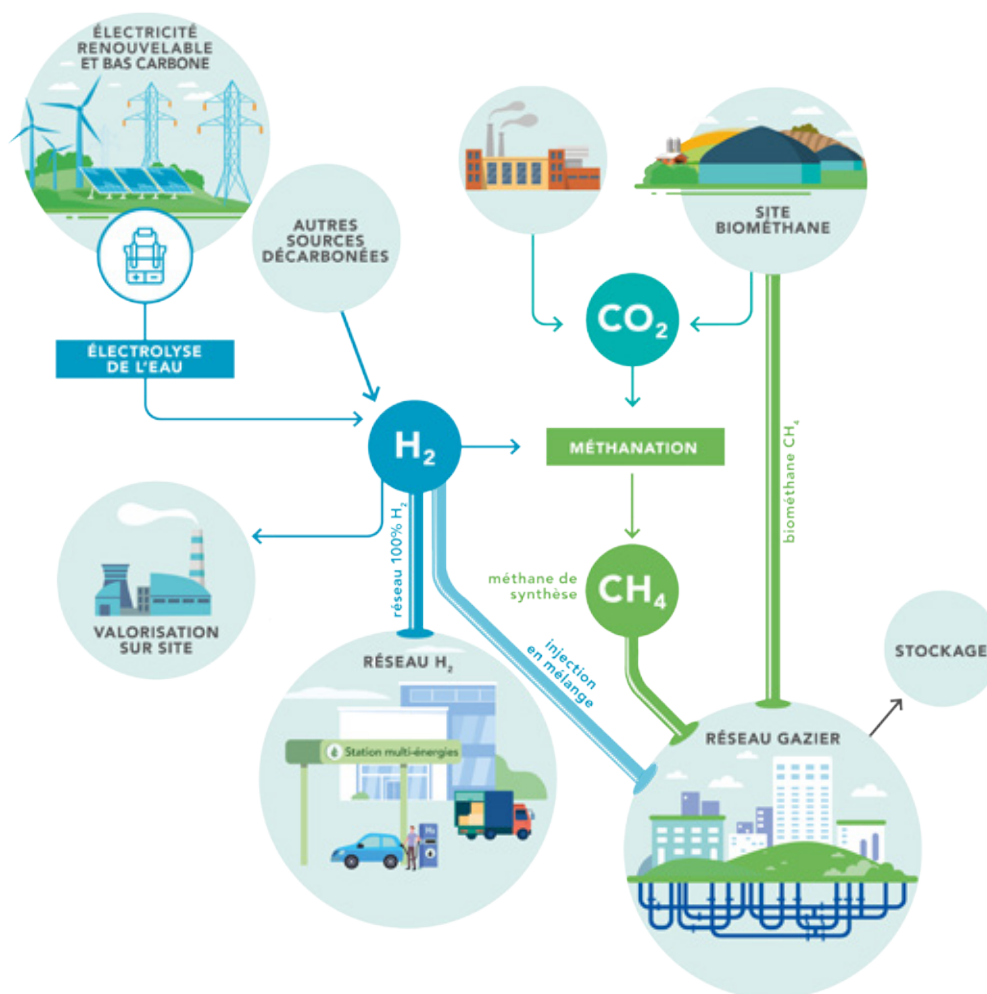 ÉLECTRICITÉ
RENOUVELABLE
ET BAS CARBONE
AUTRES
SOURCES
DÉCARBONÉES
SITE
BIOMÉTHANE
+ −
CO₂
ÉLECTROLYSE
DE L'EAU
H₂
MÉTHANATION
biométhane CH₄
réseau 100% H₂
méthane de
synthèse
CH₄
VALORISATION
SUR SITE
injection
en mélange
STOCKAGE
RÉSEAU H₂
RÉSEAU GAZIER
Station multi-énergies
H₂